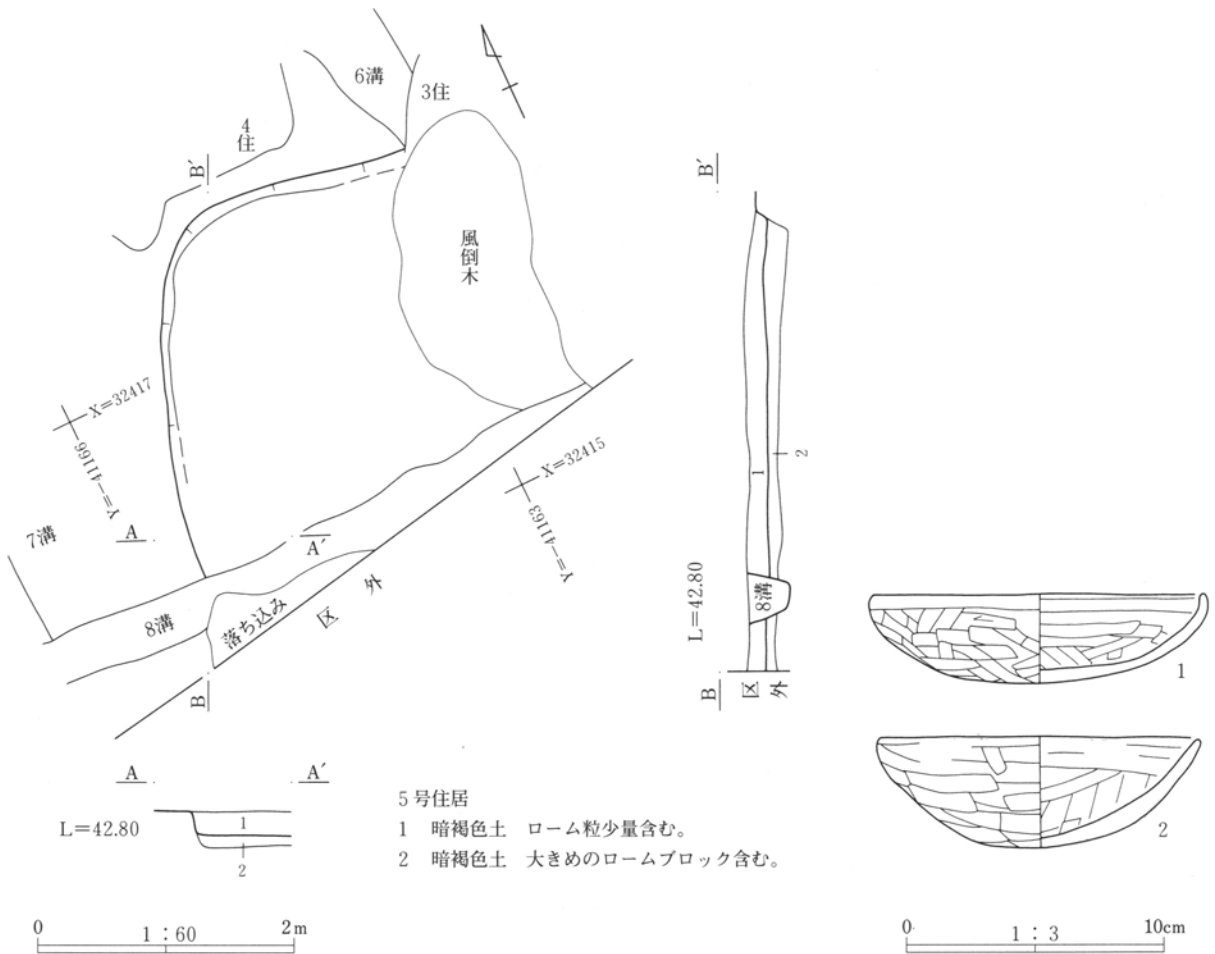 6溝
3住
4住
B′
風倒木
X=32417
Y=-41166
X=32415
Y=-41163
A
A′
7溝
8溝
落ち込み
区外
B
B′
1
2
8溝
L=42.80
B
区外
A
A′
L=42.80
1
2
5号住居
1 暗褐色土 ローム粒少量含む。
2 暗褐色土 大きめのロームブロック含む。
1
2
0
1:60
2m
0
1:3
10cm